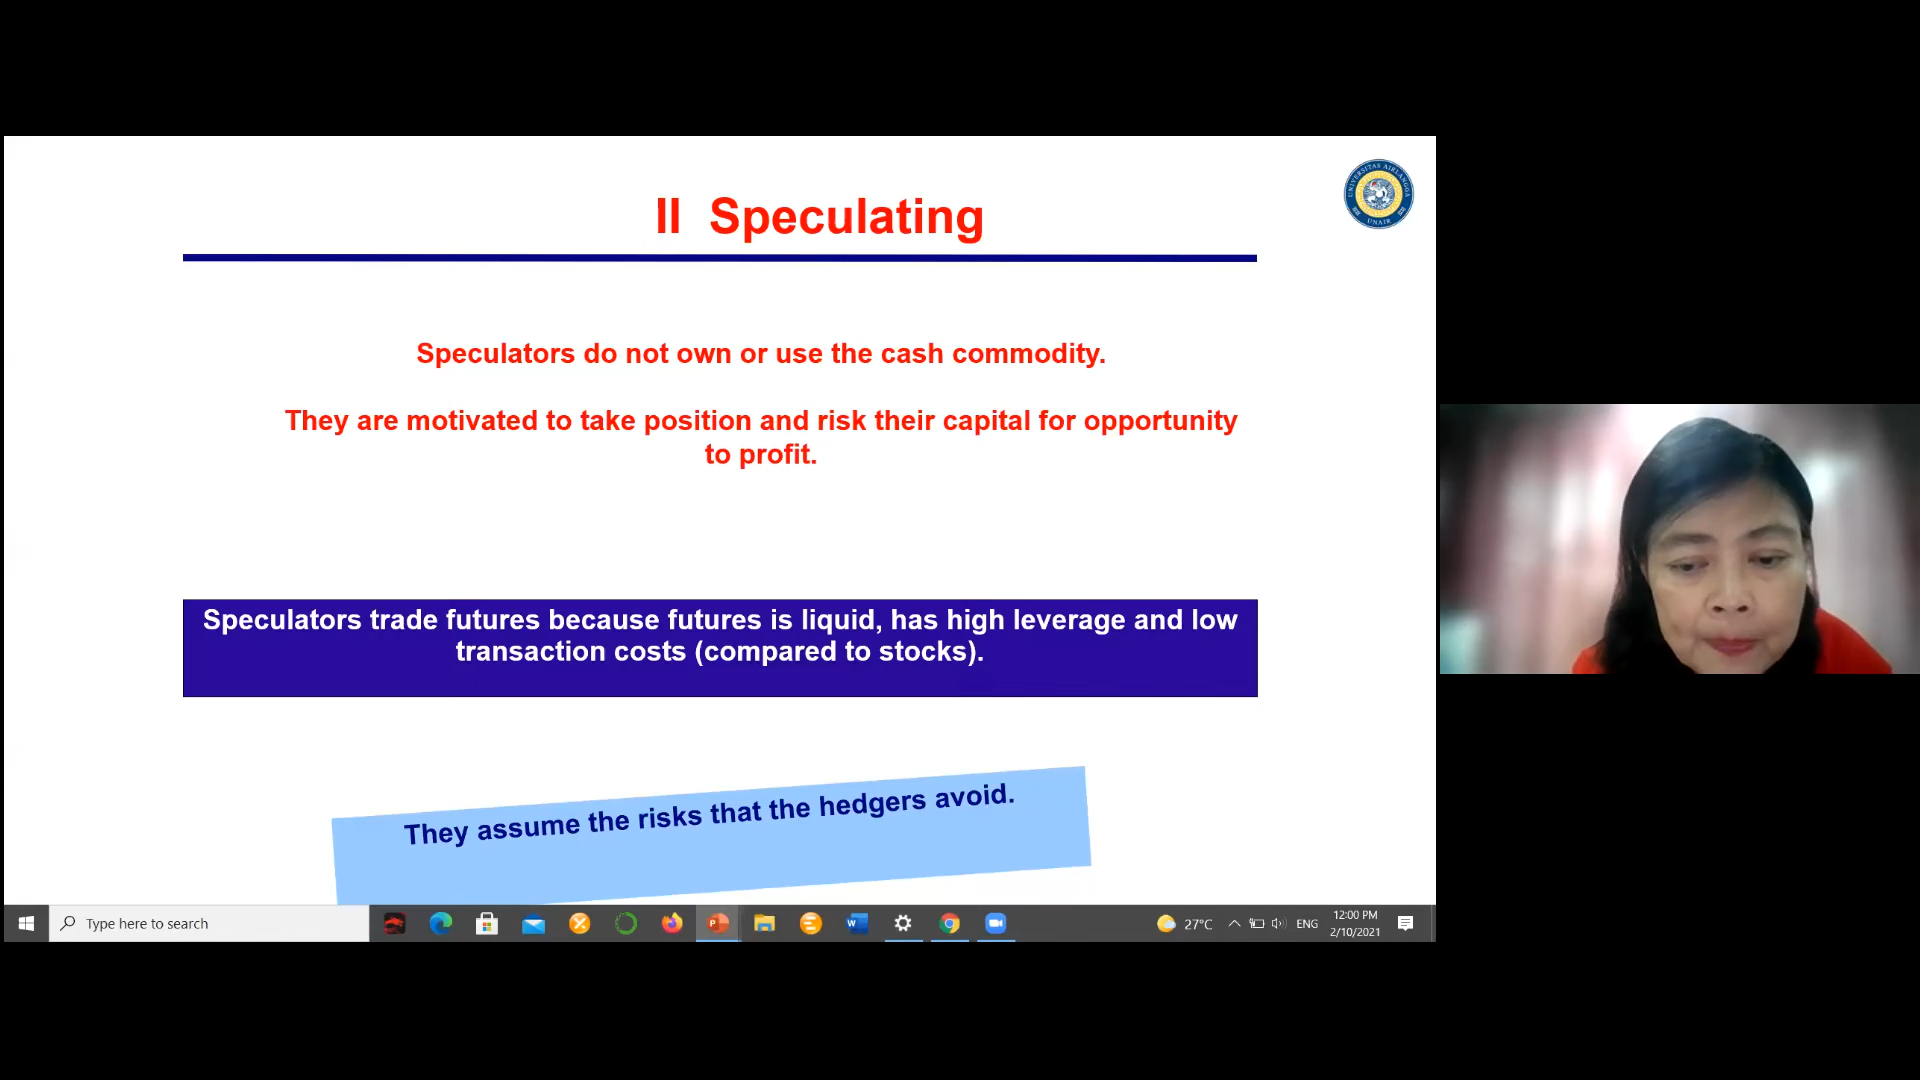 II Speculating
UNIVERSITAS AIRLANGGA
UNAIR
Speculators do not own or use the cash commodity.
They are motivated to take position and risk their capital for opportunity
to profit.
Speculators trade futures because futures is liquid, has high leverage and low
transaction costs (compared to stocks).
They assume the risks that the hedgers avoid.
Type here to search
27°C
ENG
12:00 PM
2/10/2021